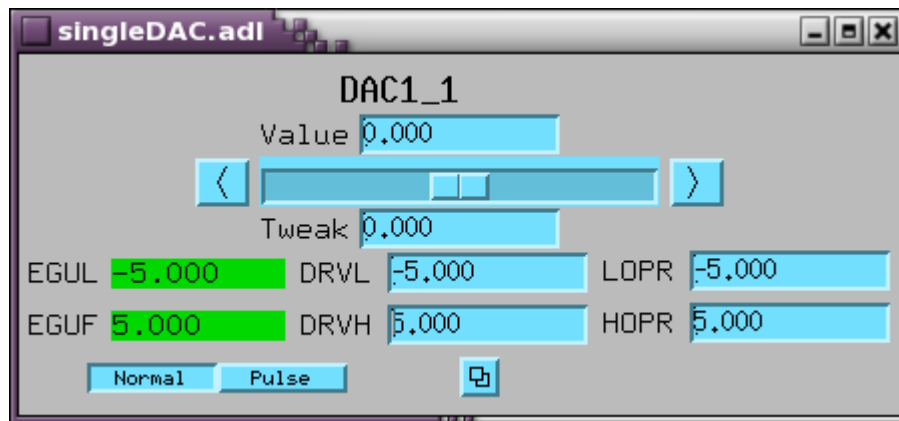 singleDAC.adl
DAC1_1
Value 0.000
Tweak 0.000
EGUL -5.000 DRVL -5.000 LOPR -5.000
EGUF 5.000 DRVH 5.000 HOPR 5.000
Normal Pulse